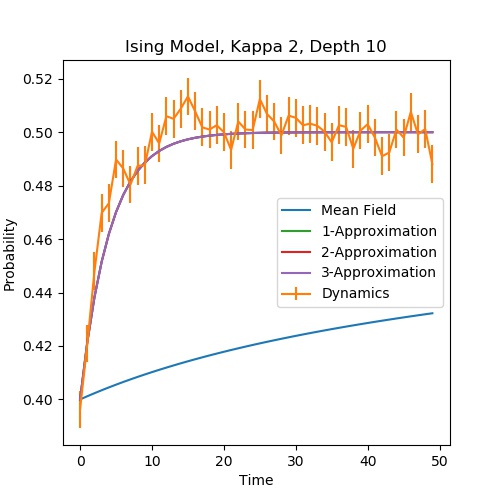 Ising Model, Kappa 2, Depth 10
0.52
0.50
0.48
0.46
0.44
0.42
0.40
Probability
Mean Field
1-Approximation
2-Approximation
3-Approximation
Dynamics
0 10 20 30 40 50
Time